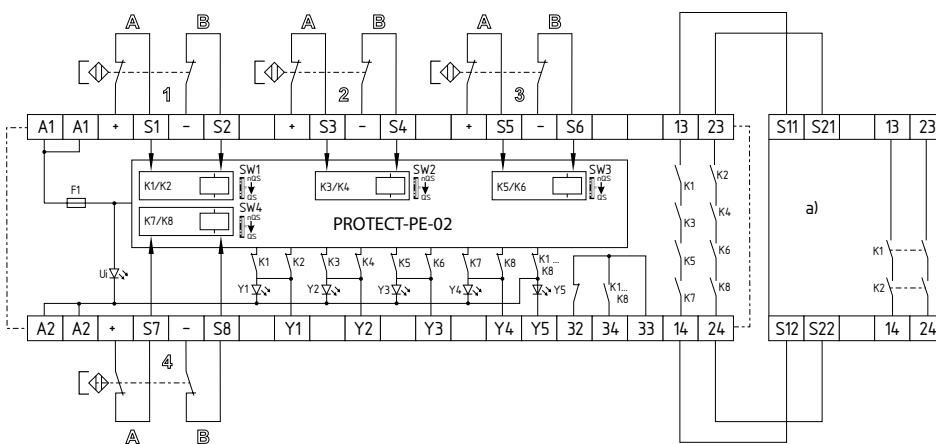 A B A B A B
1 2 3
A1 A1 + S1 - S2 + S3 - S4 + S5 - S6 13 23 S11 S21 13 23
SW1 SW2 SW3
K1/K2 nQS QS K3/K4 nQS QS K5/K6 nQS QS K1 K2
F1
SW4
K7/K8 nQS QS PROTECT-PE-02 K3 K4 a)
K5 K6 K1
K1 K2 K3 K4 K5 K6 K7 K8 K1 ... K8
Ui Y1 Y2 Y3 Y4 Y5 K1... K8 K7 K8 K2
A2 A2 + S7 - S8 Y1 Y2 Y3 Y4 Y5 32 34 33 14 24 S12 S22 14 24
4
A B